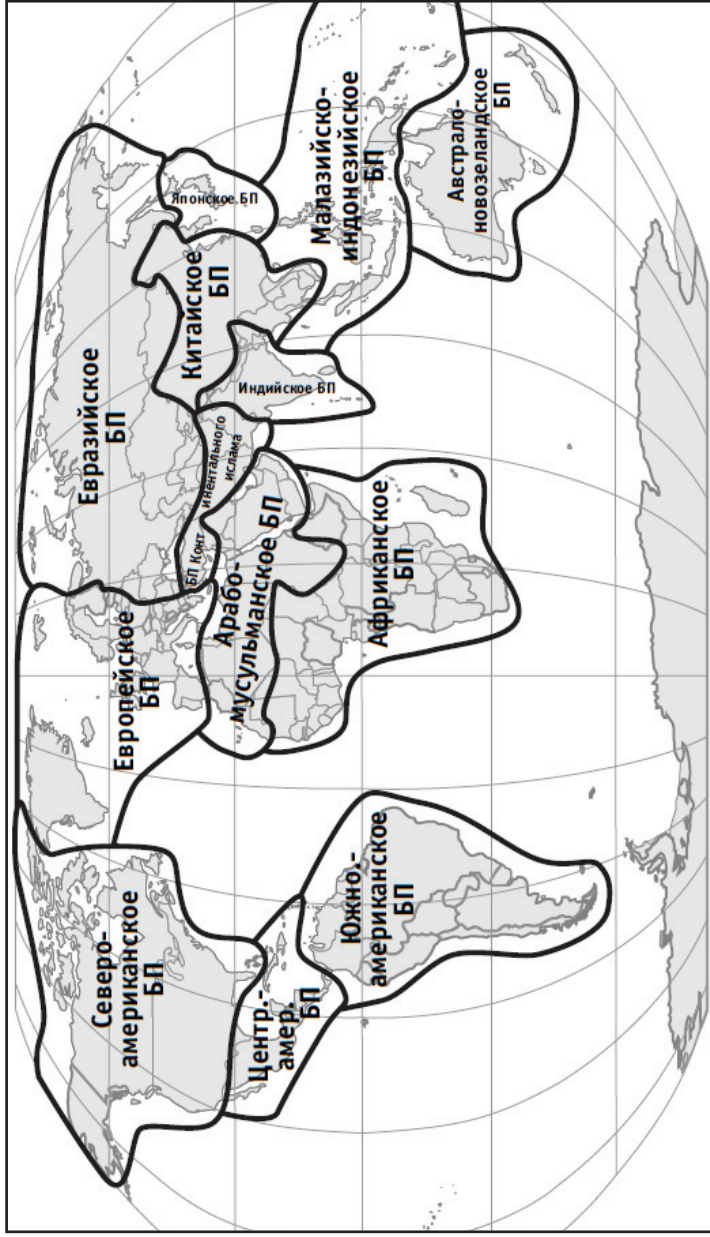 Северо-
американское
БП
Центр.-
амер.
БП
Южно.-
американское
БП
Европейское
БП
Евразийское
БП
БП Конт
инентального
ислама
Арабо-
мусульманское БП
Африканское
БП
Китайское
БП
Индийское БП
Японское БП
Малазийско-
индонезийское
БП
Австрало-
новозеландское
БП